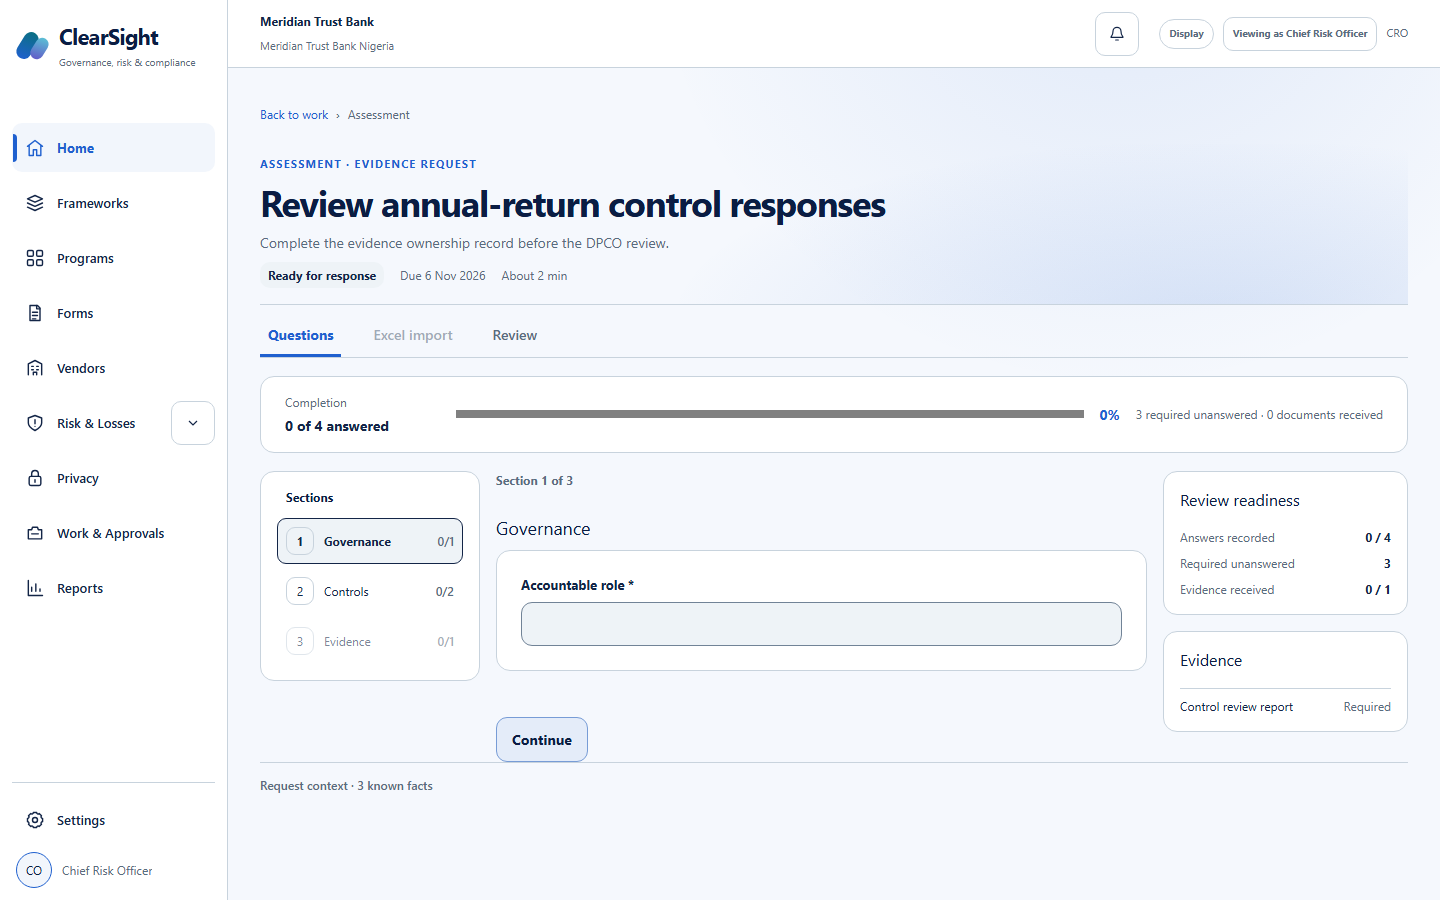 ClearSight
Governance, risk & compliance
Home
Frameworks
Programs
Forms
Vendors
Risk & Losses
Privacy
Work & Approvals
Reports
Settings
CO
Chief Risk Officer
Meridian Trust Bank
Meridian Trust Bank Nigeria
Display
Viewing as Chief Risk Officer
CRO
Back to work › Assessment
ASSESSMENT · EVIDENCE REQUEST
Review annual-return control responses
Complete the evidence ownership record before the DPCO review.
Ready for response Due 6 Nov 2026 About 2 min
Questions Excel import Review
Completion
0 of 4 answered
0% 3 required unanswered · 0 documents received
Sections
1 Governance 0/1
2 Controls 0/2
3 Evidence 0/1
Section 1 of 3
Governance
Accountable role *
Continue
Review readiness
Answers recorded 0 / 4
Required unanswered 3
Evidence received 0 / 1
Evidence
Control review report Required
Request context · 3 known facts